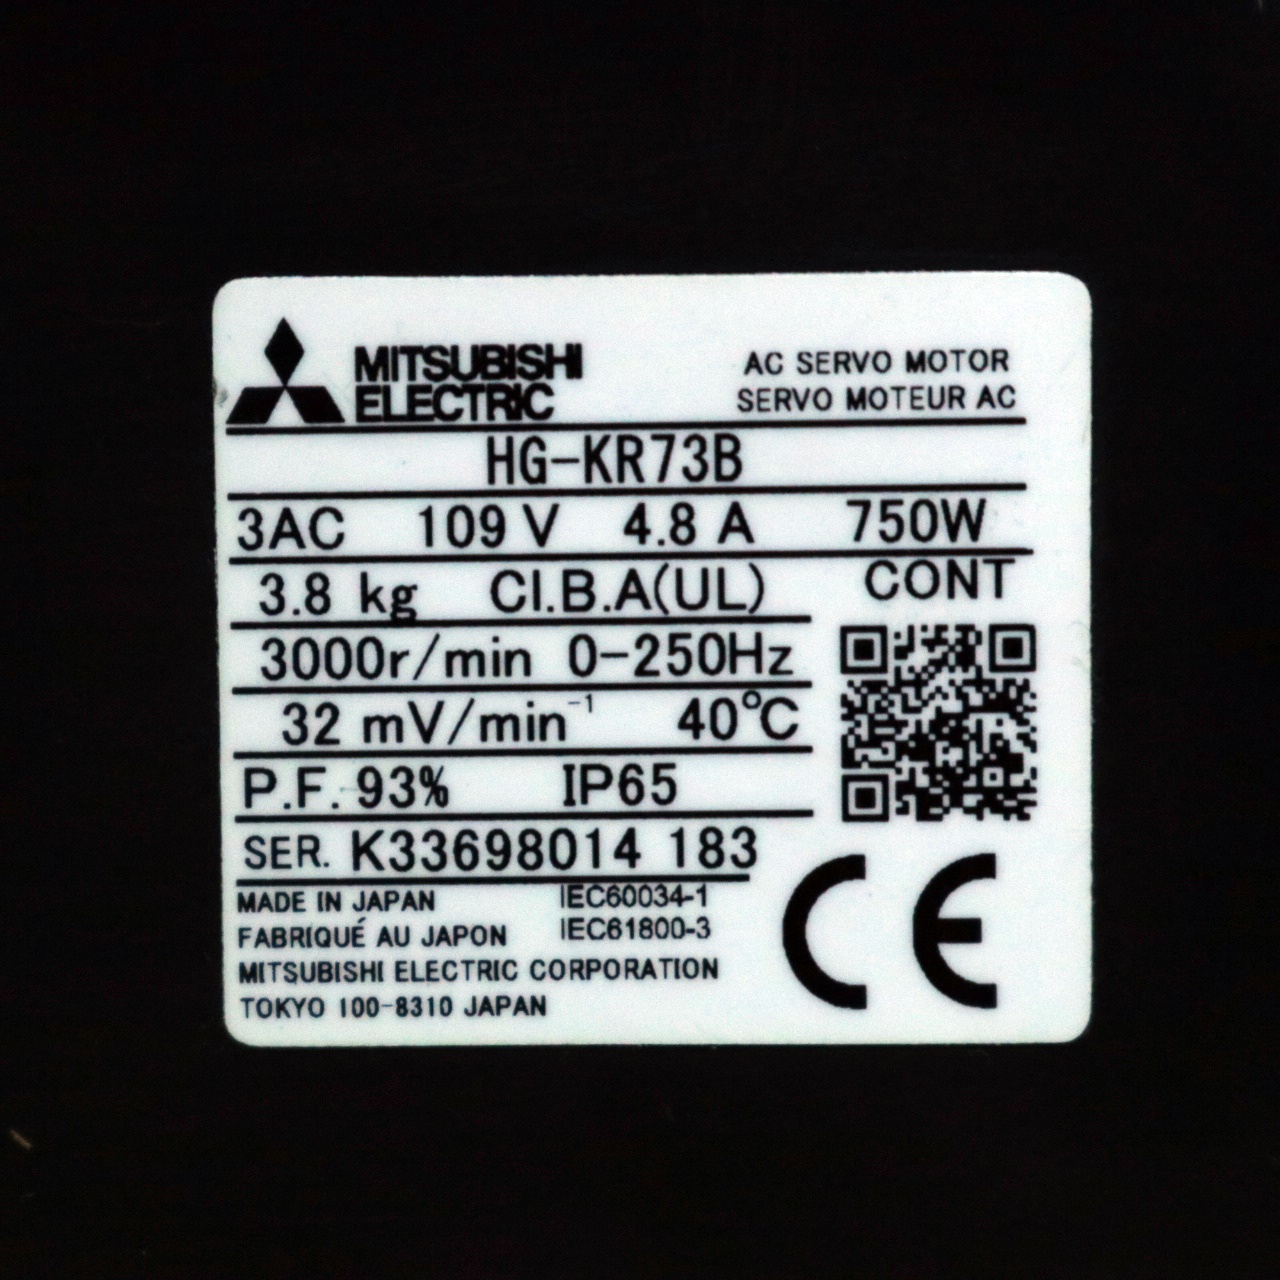 MITSUBISHI
ELECTRIC
AC SERVO MOTOR
SERVO MOTEUR AC
HG-KR73B
3AC 109 V 4.8 A 750W
3.8 kg Cl.B.A(UL) CONT
3000r/min 0-250Hz
32 mV/min⁻¹ 40°C
P.F. 93% IP65
SER. K33698014 183
MADE IN JAPAN IEC60034-1
FABRIQUÉ AU JAPON IEC61800-3
MITSUBISHI ELECTRIC CORPORATION
TOKYO 100-8310 JAPAN
CE